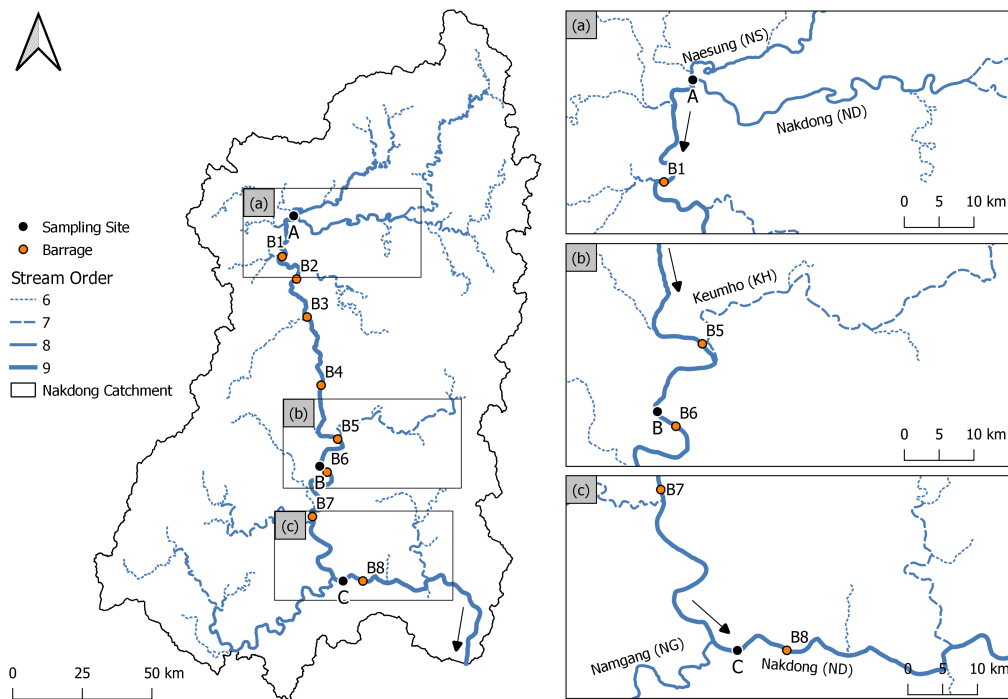 (a)
A
B1
B2
B3
B4
(b)
B5
B6
B
B7
(c)
B8
C
Sampling Site
Barrage
Stream Order
6
7
8
9
Nakdong Catchment
0 25 50 km
(a)
Naesung (NS)
A
Nakdong (ND)
B1
0 5 10 km
(b)
Keumho (KH)
B5
B6
B
0 5 10 km
(c)
B7
B8
C
Namgang (NG)
Nakdong (ND)
0 5 10 km